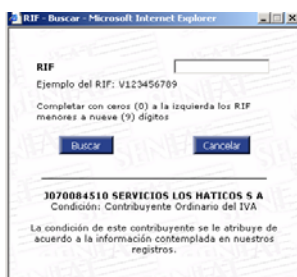 RIF - Buscar - Microsoft Internet Explorer
RIF
Ejemplo del RIF: V123456789
Completar con ceros (0) a la izquierda los RIF
menores a nueve (9) dígitos
Buscar Cancelar
J070084510 SERVICIOS LOS HATICOS S A
Condición: Contribuyente Ordinario del IVA
La condición de este contribuyente se le atribuye de
acuerdo a la información contemplada en nuestros
registros.